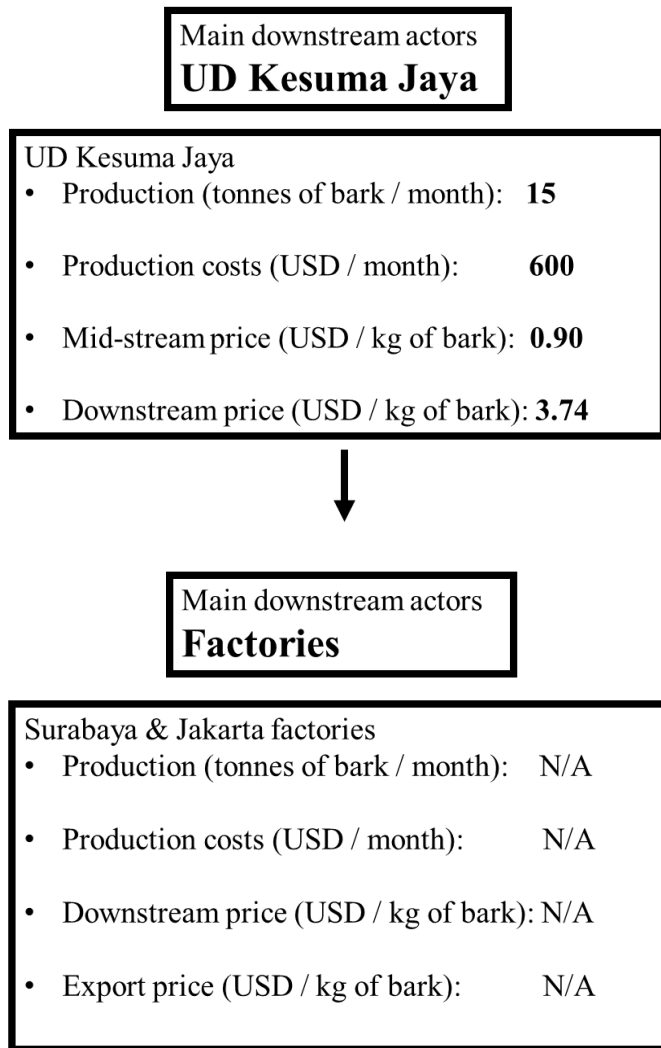 Main downstream actors
UD Kesuma Jaya
UD Kesuma Jaya
• Production (tonnes of bark / month): 15
• Production costs (USD / month): 600
• Mid-stream price (USD / kg of bark): 0.90
• Downstream price (USD / kg of bark): 3.74
Main downstream actors
Factories
Surabaya & Jakarta factories
• Production (tonnes of bark / month): N/A
• Production costs (USD / month): N/A
• Downstream price (USD / kg of bark): N/A
• Export price (USD / kg of bark): N/A